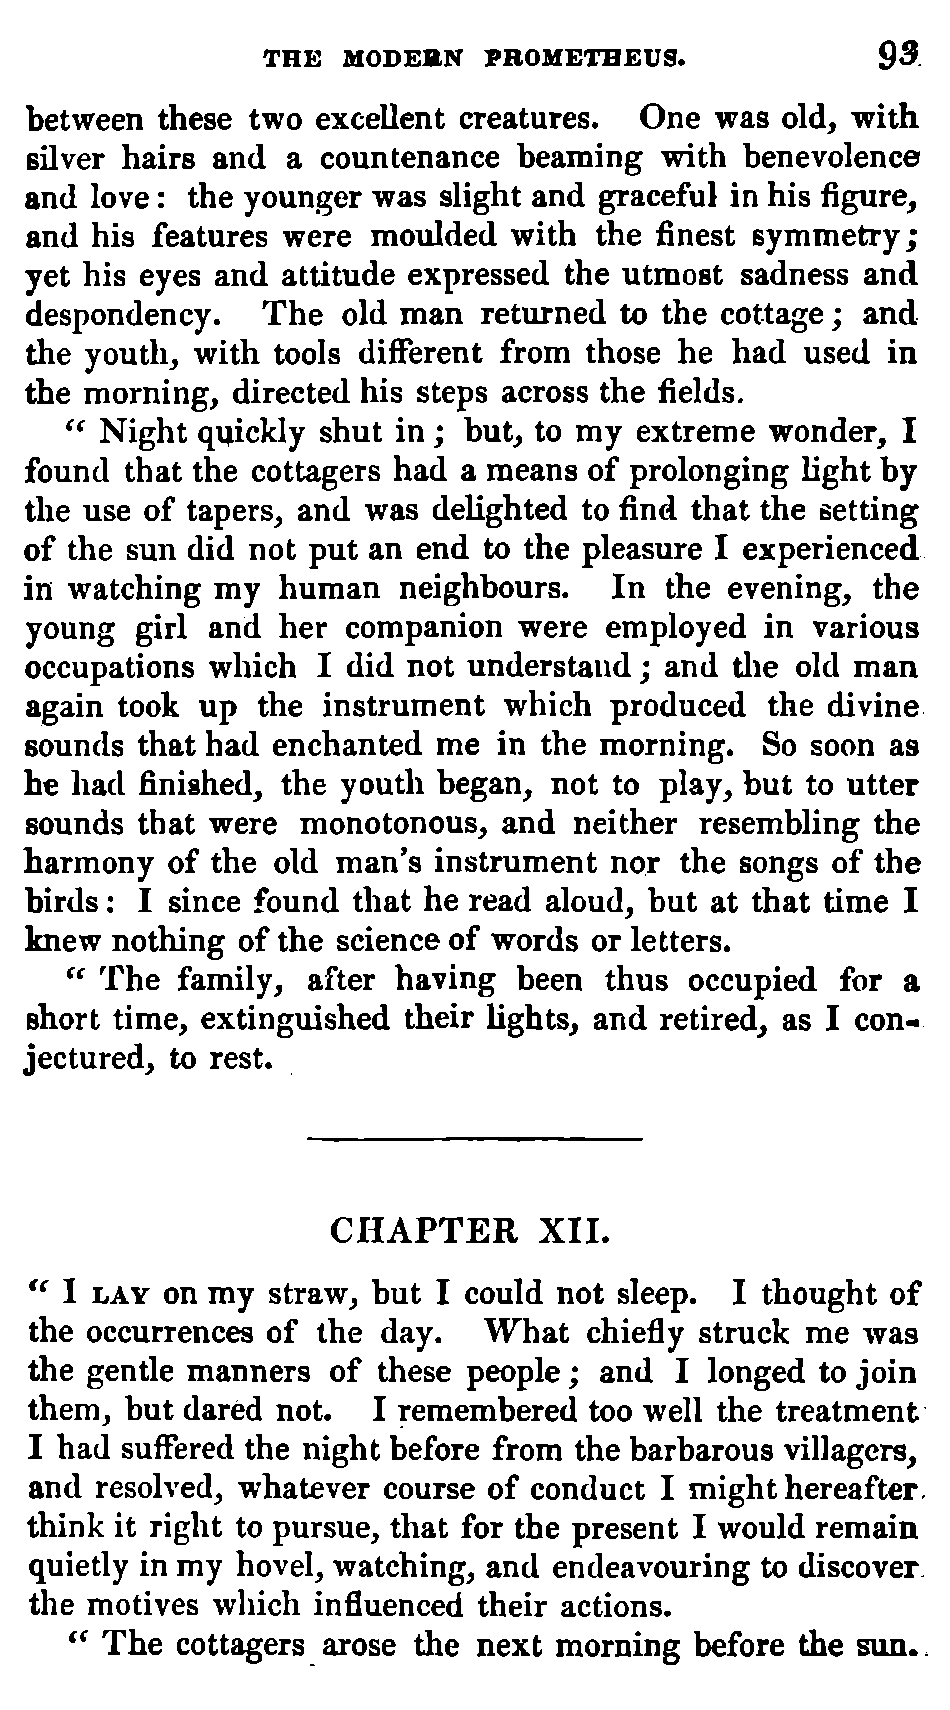 THE MODERN PROMETHEUS. 93
between these two excellent creatures. One was old, with
silver hairs and a countenance beaming with benevolence
and love: the younger was slight and graceful in his figure,
and his features were moulded with the finest symmetry;
yet his eyes and attitude expressed the utmost sadness and
despondency. The old man returned to the cottage; and
the youth, with tools different from those he had used in
the morning, directed his steps across the fields.
“ Night quickly shut in; but, to my extreme wonder, I
found that the cottagers had a means of prolonging light by
the use of tapers, and was delighted to find that the setting
of the sun did not put an end to the pleasure I experienced
in watching my human neighbours. In the evening, the
young girl and her companion were employed in various
occupations which I did not understand; and the old man
again took up the instrument which produced the divine
sounds that had enchanted me in the morning. So soon as
he had finished, the youth began, not to play, but to utter
sounds that were monotonous, and neither resembling the
harmony of the old man's instrument nor the songs of the
birds: I since found that he read aloud, but at that time I
knew nothing of the science of words or letters.
“ The family, after having been thus occupied for a
short time, extinguished their lights, and retired, as I con-
jectured, to rest.
CHAPTER XII.
“ I LAY on my straw, but I could not sleep. I thought of
the occurrences of the day. What chiefly struck me was
the gentle manners of these people; and I longed to join
them, but dared not. I remembered too well the treatment
I had suffered the night before from the barbarous villagers,
and resolved, whatever course of conduct I might hereafter
think it right to pursue, that for the present I would remain
quietly in my hovel, watching, and endeavouring to discover
the motives which influenced their actions.
“ The cottagers arose the next morning before the sun.